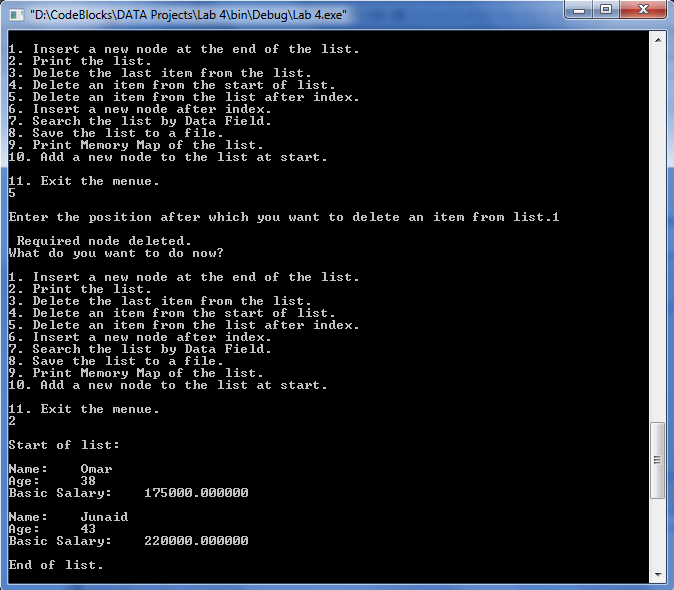 "D:\CodeBlocks\DATA Projects\Lab 4\bin\Debug\Lab 4.exe"
1. Insert a new node at the end of the list.
2. Print the list.
3. Delete the last item from the list.
4. Delete an item from the start of list.
5. Delete an item from the list after index.
6. Insert a new node after index.
7. Search the list by Data Field.
8. Save the list to a file.
9. Print Memory Map of the list.
10. Add a new node to the list at start.
11. Exit the menue.
5
Enter the position after which you want to delete an item from list.1
Required node deleted.
What do you want to do now?
1. Insert a new node at the end of the list.
2. Print the list.
3. Delete the last item from the list.
4. Delete an item from the start of list.
5. Delete an item from the list after index.
6. Insert a new node after index.
7. Search the list by Data Field.
8. Save the list to a file.
9. Print Memory Map of the list.
10. Add a new node to the list at start.
11. Exit the menue.
2
Start of list:
Name: Omar
Age: 38
Basic Salary: 175000.000000
Name: Junaid
Age: 43
Basic Salary: 220000.000000
End of list.